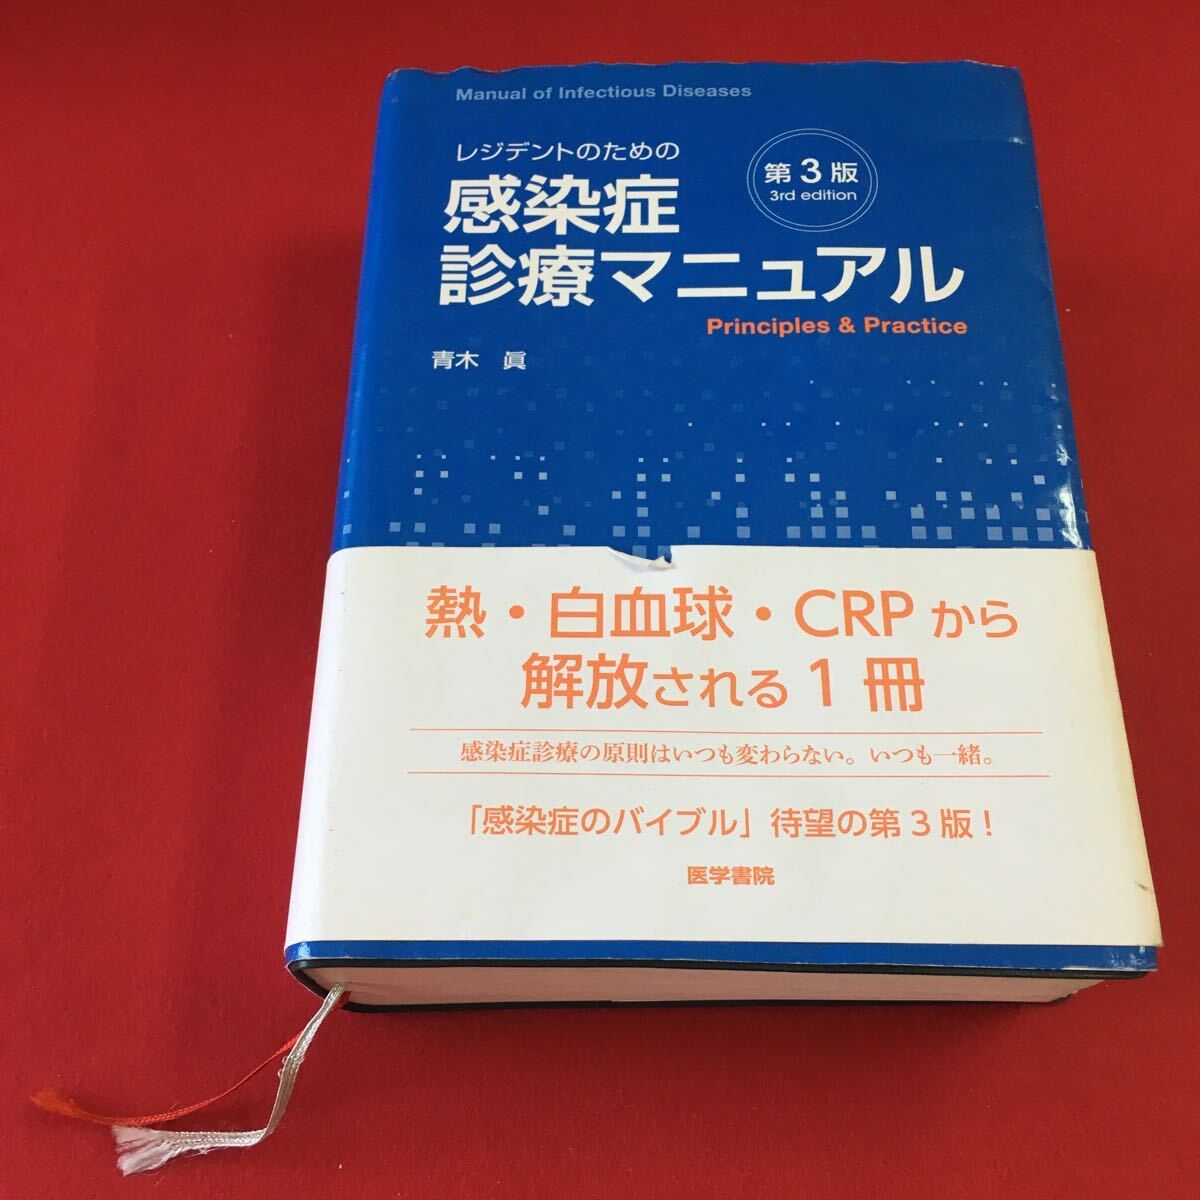 Manual of Infectious Diseases
レジデントのための
感染症
診療マニュアル
第3版
3rd edition
Principles & Practice
青木 眞
熱・白血球・CRPから
解放される1冊
感染症診療の原則はいつも変わらない。いつも一緒。
「感染症のバイブル」待望の第3版!
医学書院